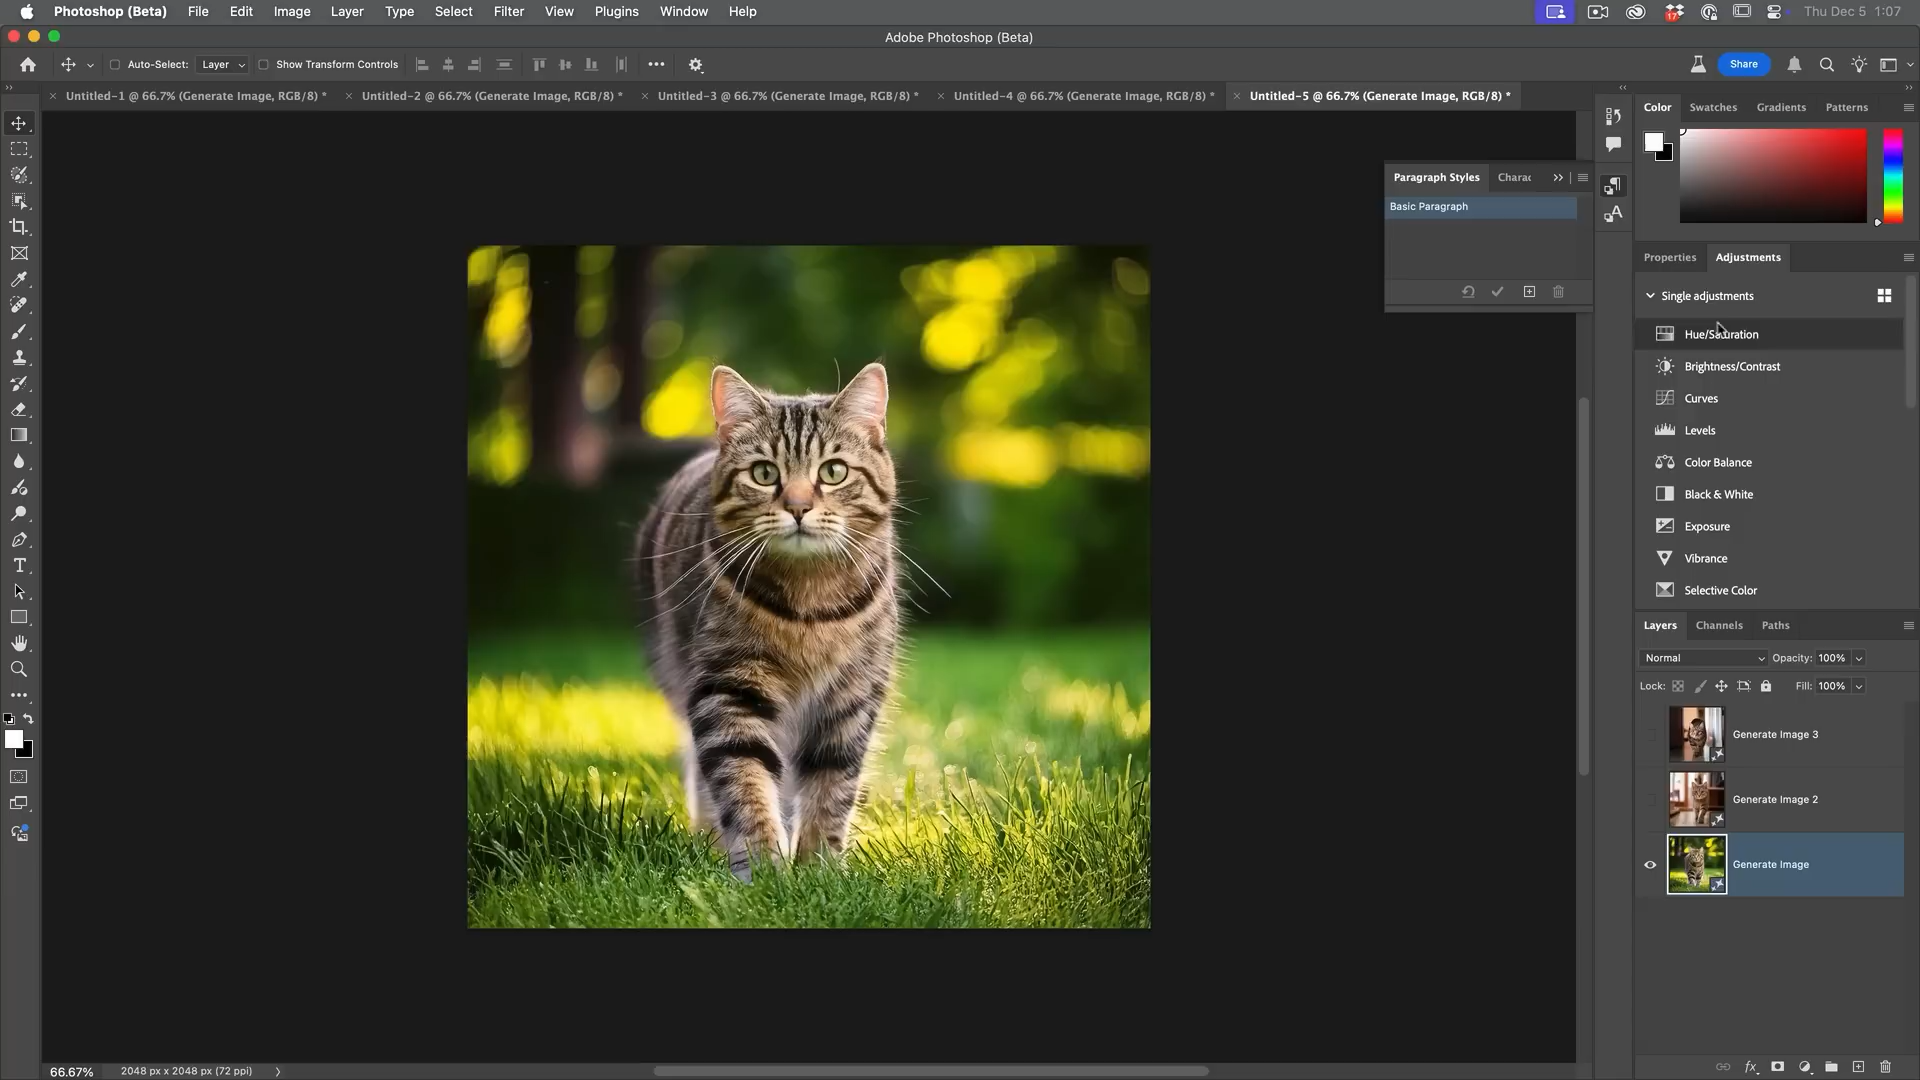 Photoshop (Beta) File Edit Image Layer Type Select Filter View Plugins Window Help
17
Thu Dec 5 1:07
Adobe Photoshop (Beta)
Auto-Select: Layer Show Transform Controls
Share
Untitled-1 @ 66.7% (Generate Image, RGB/8) *
Untitled-2 @ 66.7% (Generate Image, RGB/8) *
Untitled-3 @ 66.7% (Generate Image, RGB/8) *
Untitled-4 @ 66.7% (Generate Image, RGB/8) *
Untitled-5 @ 66.7% (Generate Image, RGB/8) *
Color Swatches Gradients Patterns
Paragraph Styles Charac
Basic Paragraph
Properties Adjustments
Single adjustments
Hue/Saturation
Brightness/Contrast
Curves
Levels
Color Balance
Black & White
Exposure
Vibrance
Selective Color
Layers Channels Paths
Normal Opacity: 100%
Lock: Fill: 100%
Generate Image 3
Generate Image 2
Generate Image
fx
66.67% 2048 px x 2048 px (72 ppi)